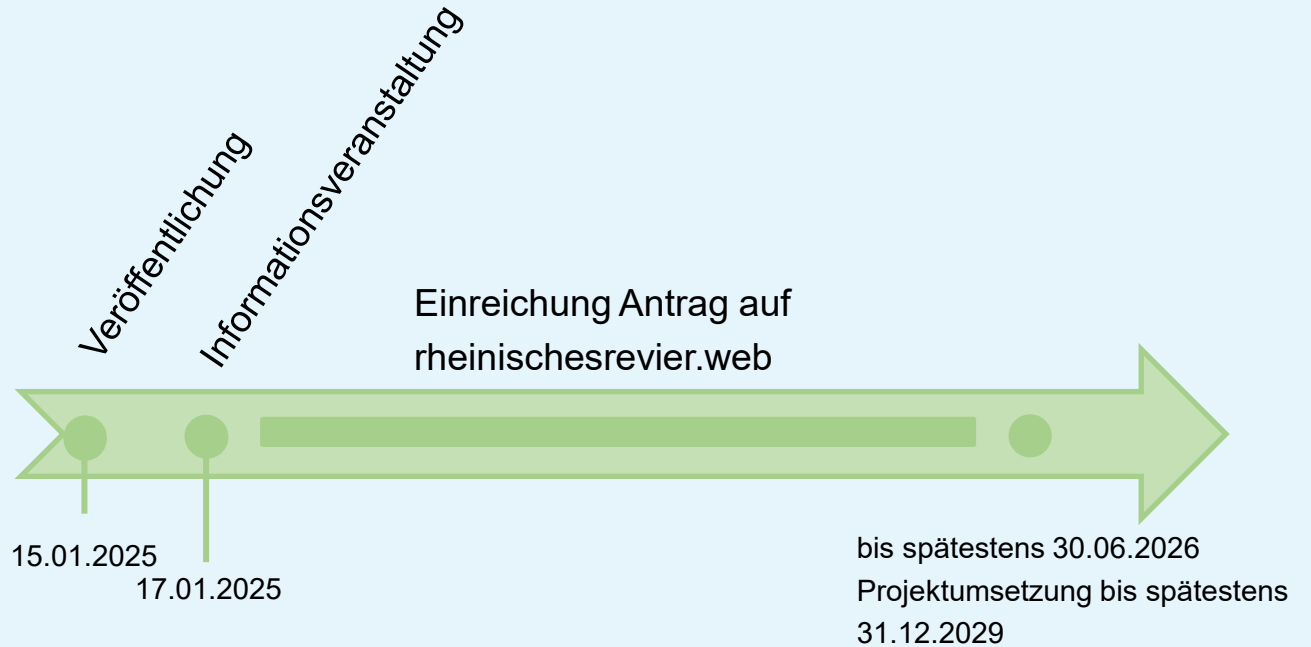 Veröffentlichung
Informationsveranstaltung
Einreichung Antrag auf
rheinischesrevier.web
15.01.2025
17.01.2025
bis spätestens 30.06.2026
Projektumsetzung bis spätestens
31.12.2029